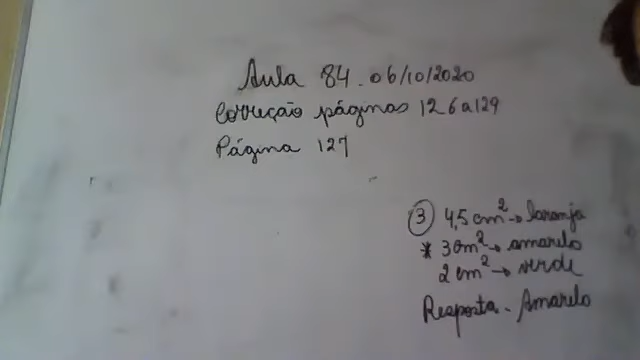 Aula 84 - 06/10/2020
Correção páginas 126 a 129
Página 127
③ 4,5 cm² → laranja
* 3 cm² → amarelo
2 cm² → verde
Resposta - Amarelo